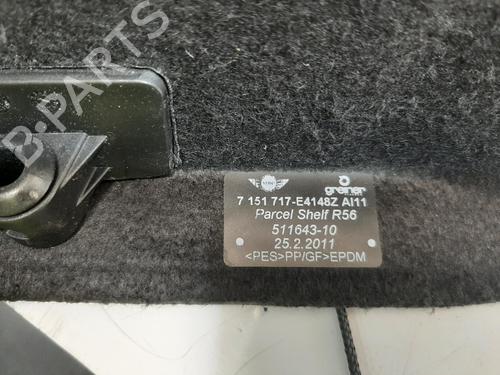 B-PARTS
MINI
greiner
7 151 717-E4148Z AI11
Parcel Shelf R56
511643-10
25.2.2011
<PES>PP/GF>EPDM